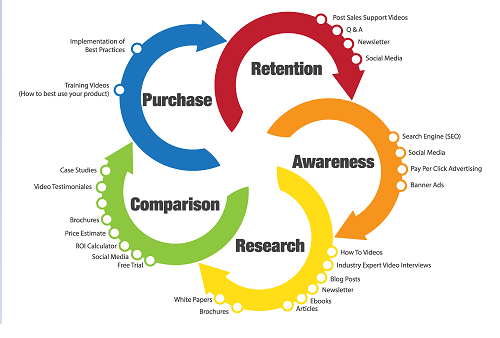 Post Sales Support Videos
Q & A
Newsletter
Social Media
Retention
Implementation of
Best Practices
Training Videos
(How to best use your product)
Purchase
Search Engine (SEO)
Social Media
Pay Per Click Advertising
Banner Ads
Awareness
Case Studies
Video Testimoniales
Brochures
Price Estimate
ROI Calculator
Social Media
Free Trial
Comparison
Research
How To Videos
Industry Expert Video Interviews
Blog Posts
Newsletter
Ebooks
Articles
White Papers
Brochures